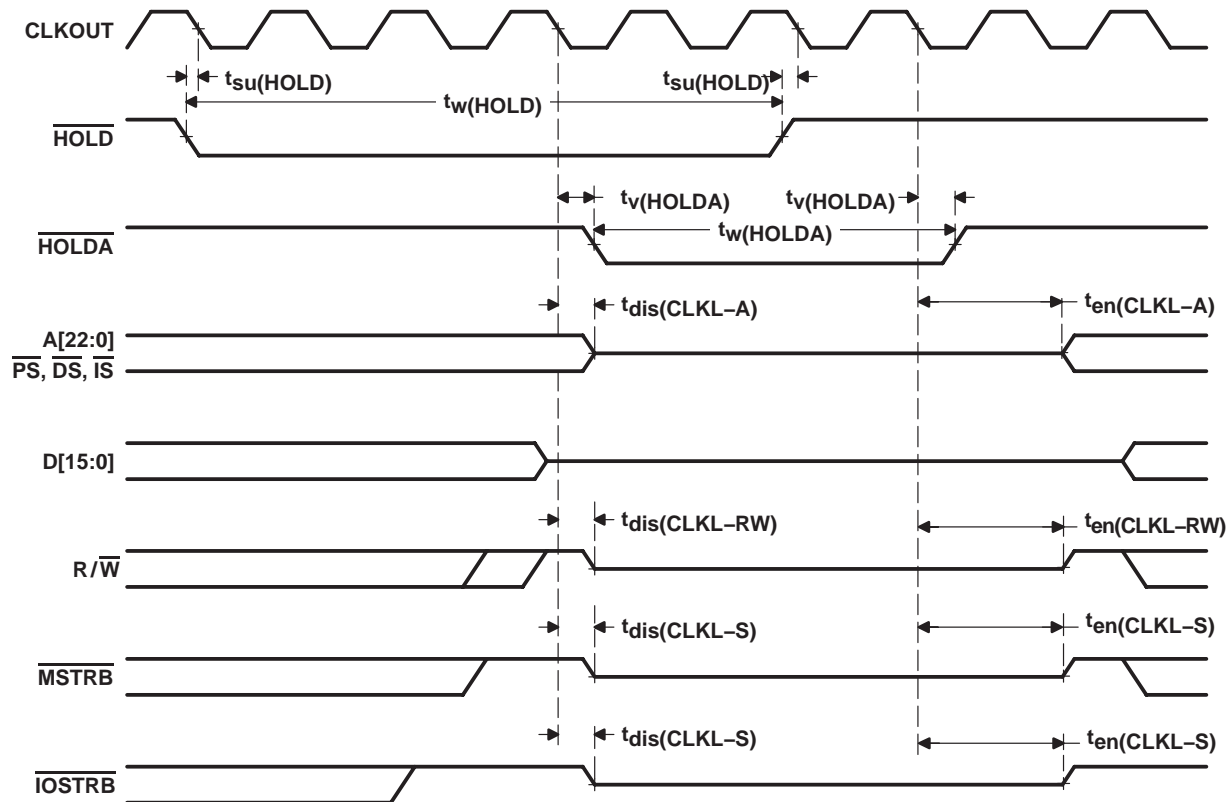 CLKOUT
tsu(HOLD)
tsu(HOLD)
tw(HOLD)
HOLD
tv(HOLDA)
tv(HOLDA)
HOLDA
tw(HOLDA)
tdis(CLKL–A)
ten(CLKL–A)
A[22:0]
PS, DS, IS
D[15:0]
tdis(CLKL–RW)
ten(CLKL–RW)
R/W
tdis(CLKL–S)
ten(CLKL–S)
MSTRB
tdis(CLKL–S)
ten(CLKL–S)
IOSTRB